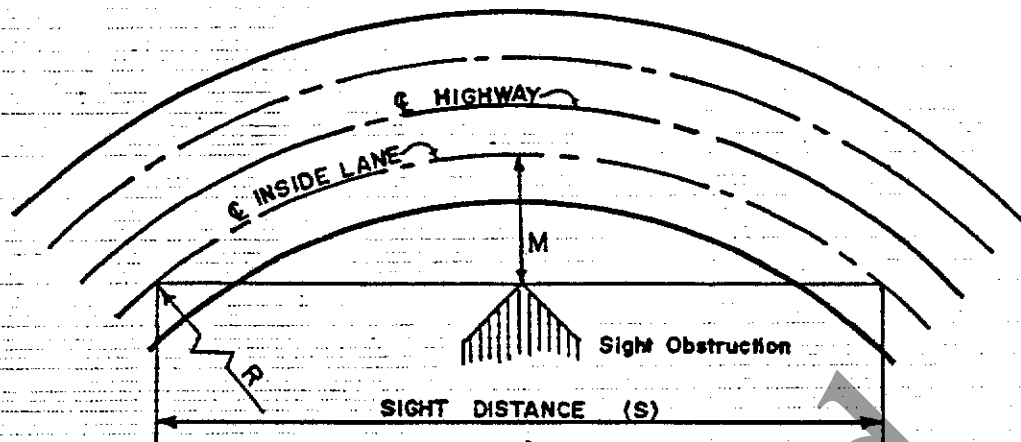 ℄ HIGHWAY
℄ INSIDE LANE
M
Sight Obstruction
R
SIGHT DISTANCE (S)